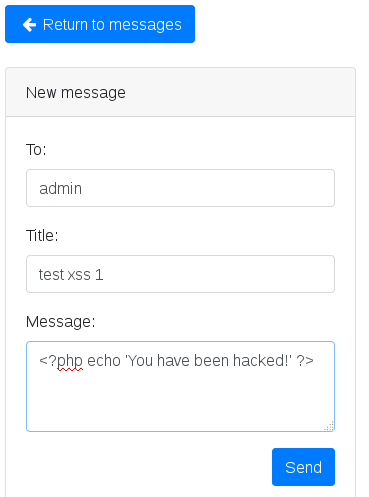 Return to messages
New message
To:
admin
Title:
test xss 1
Message:
<?php echo 'You have been hacked!' ?>
Send